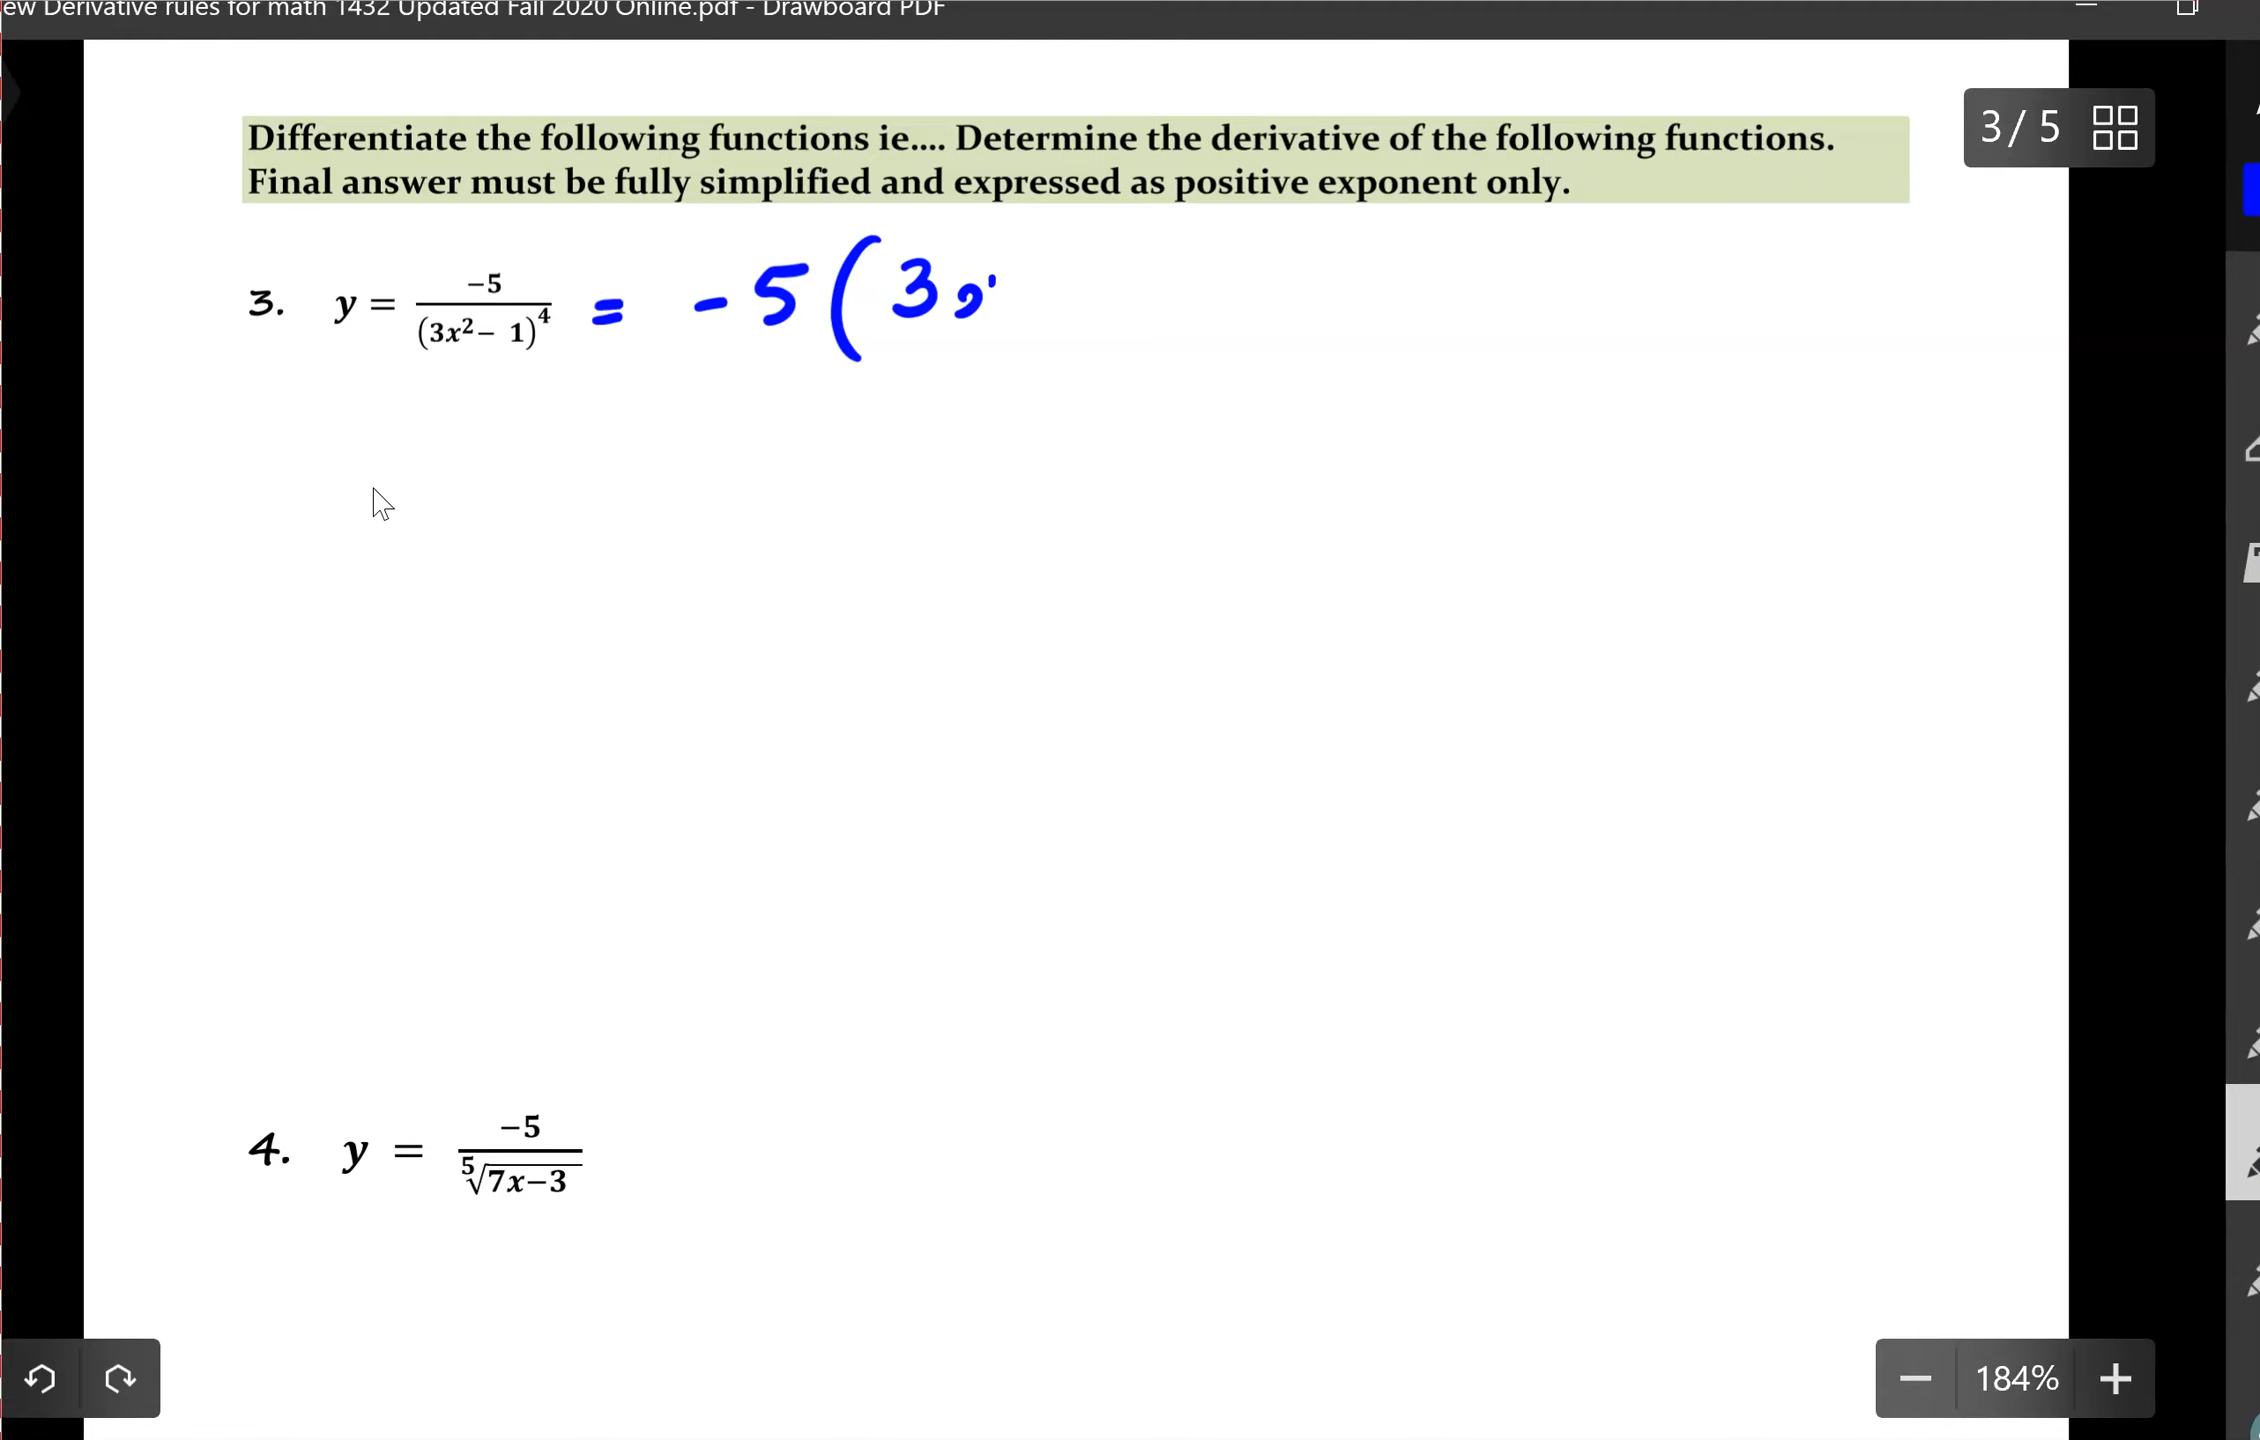 ew Derivative rules for math 1432 Updated Fall 2020 Online.pdf - Drawboard PDF
3 / 5
Differentiate the following functions ie.... Determine the derivative of the following functions.
Final answer must be fully simplified and expressed as positive exponent only.
3. y = −5/(3x² − 1)⁴ = -5(3
4. y = −5/⁵√7x−3
184%